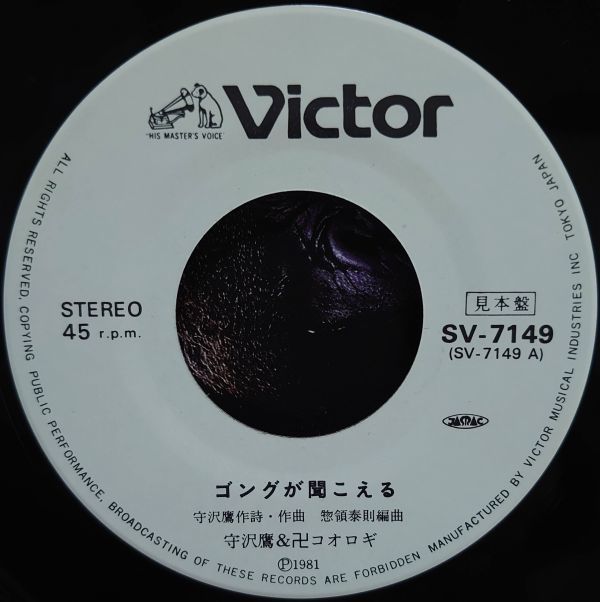 "HIS MASTER'S VOICE"
Victor
STEREO
45 r.p.m.
見本盤
SV-7149
(SV-7149 A)
JASRAC
ゴングが聞こえる
守沢鷹作詩・作曲 惣領泰則編曲
守沢鷹&卍コオロギ
Ⓟ1981
ALL RIGHTS RESERVED, COPYING PUBLIC PERFORMANCE, BROADCASTING OF THESE RECORDS ARE FORBIDDEN MANUFACTURED BY VICTOR MUSICAL INDUSTRIES INC TOKYO JAPAN